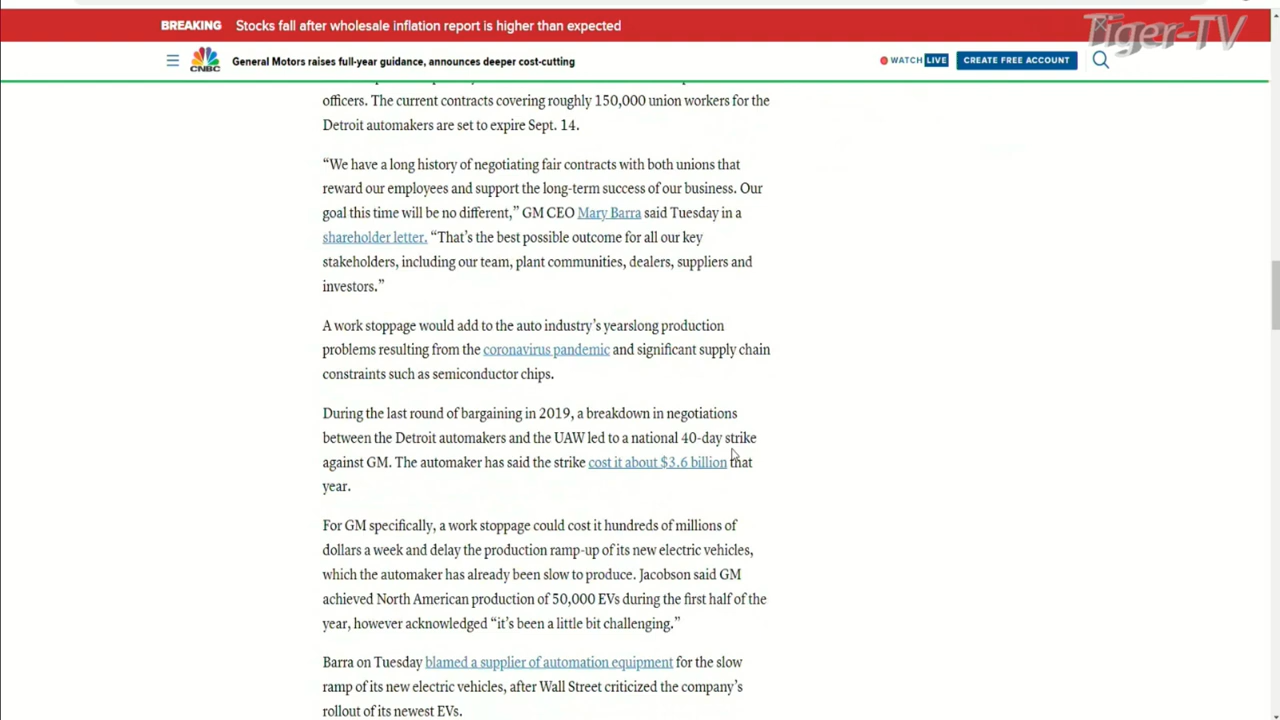 BREAKING Stocks fall after wholesale inflation report is higher than expected
Tiger-TV
CNBC
General Motors raises full-year guidance, announces deeper cost-cutting
WATCH LIVE
CREATE FREE ACCOUNT
officers. The current contracts covering roughly 150,000 union workers for the
Detroit automakers are set to expire Sept. 14.
“We have a long history of negotiating fair contracts with both unions that
reward our employees and support the long-term success of our business. Our
goal this time will be no different,” GM CEO Mary Barra said Tuesday in a
shareholder letter. “That’s the best possible outcome for all our key
stakeholders, including our team, plant communities, dealers, suppliers and
investors.”
A work stoppage would add to the auto industry’s yearslong production
problems resulting from the coronavirus pandemic and significant supply chain
constraints such as semiconductor chips.
During the last round of bargaining in 2019, a breakdown in negotiations
between the Detroit automakers and the UAW led to a national 40-day strike
against GM. The automaker has said the strike cost it about $3.6 billion that
year.
For GM specifically, a work stoppage could cost it hundreds of millions of
dollars a week and delay the production ramp-up of its new electric vehicles,
which the automaker has already been slow to produce. Jacobson said GM
achieved North American production of 50,000 EVs during the first half of the
year, however acknowledged “it’s been a little bit challenging.”
Barra on Tuesday blamed a supplier of automation equipment for the slow
ramp of its new electric vehicles, after Wall Street criticized the company’s
rollout of its newest EVs.